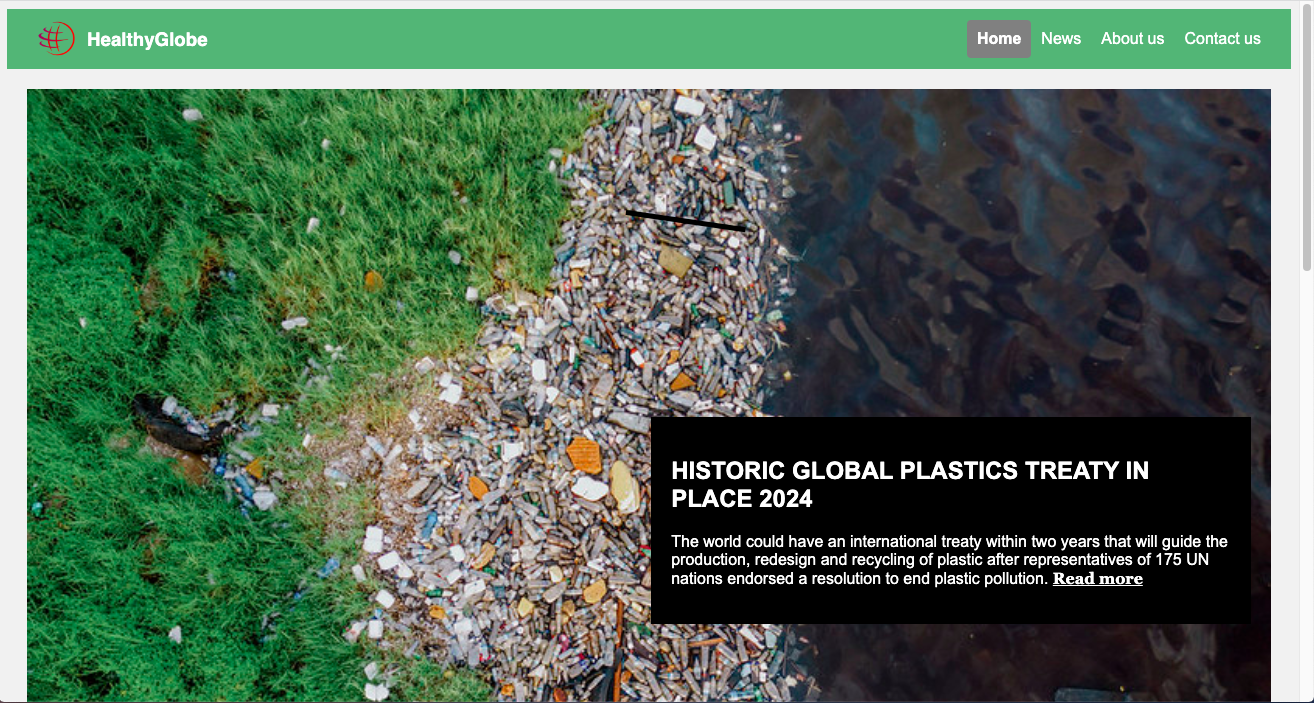 HealthyGlobe
Home News About us Contact us
HISTORIC GLOBAL PLASTICS TREATY IN
PLACE 2024
The world could have an international treaty within two years that will guide the
production, redesign and recycling of plastic after representatives of 175 UN
nations endorsed a resolution to end plastic pollution. Read more